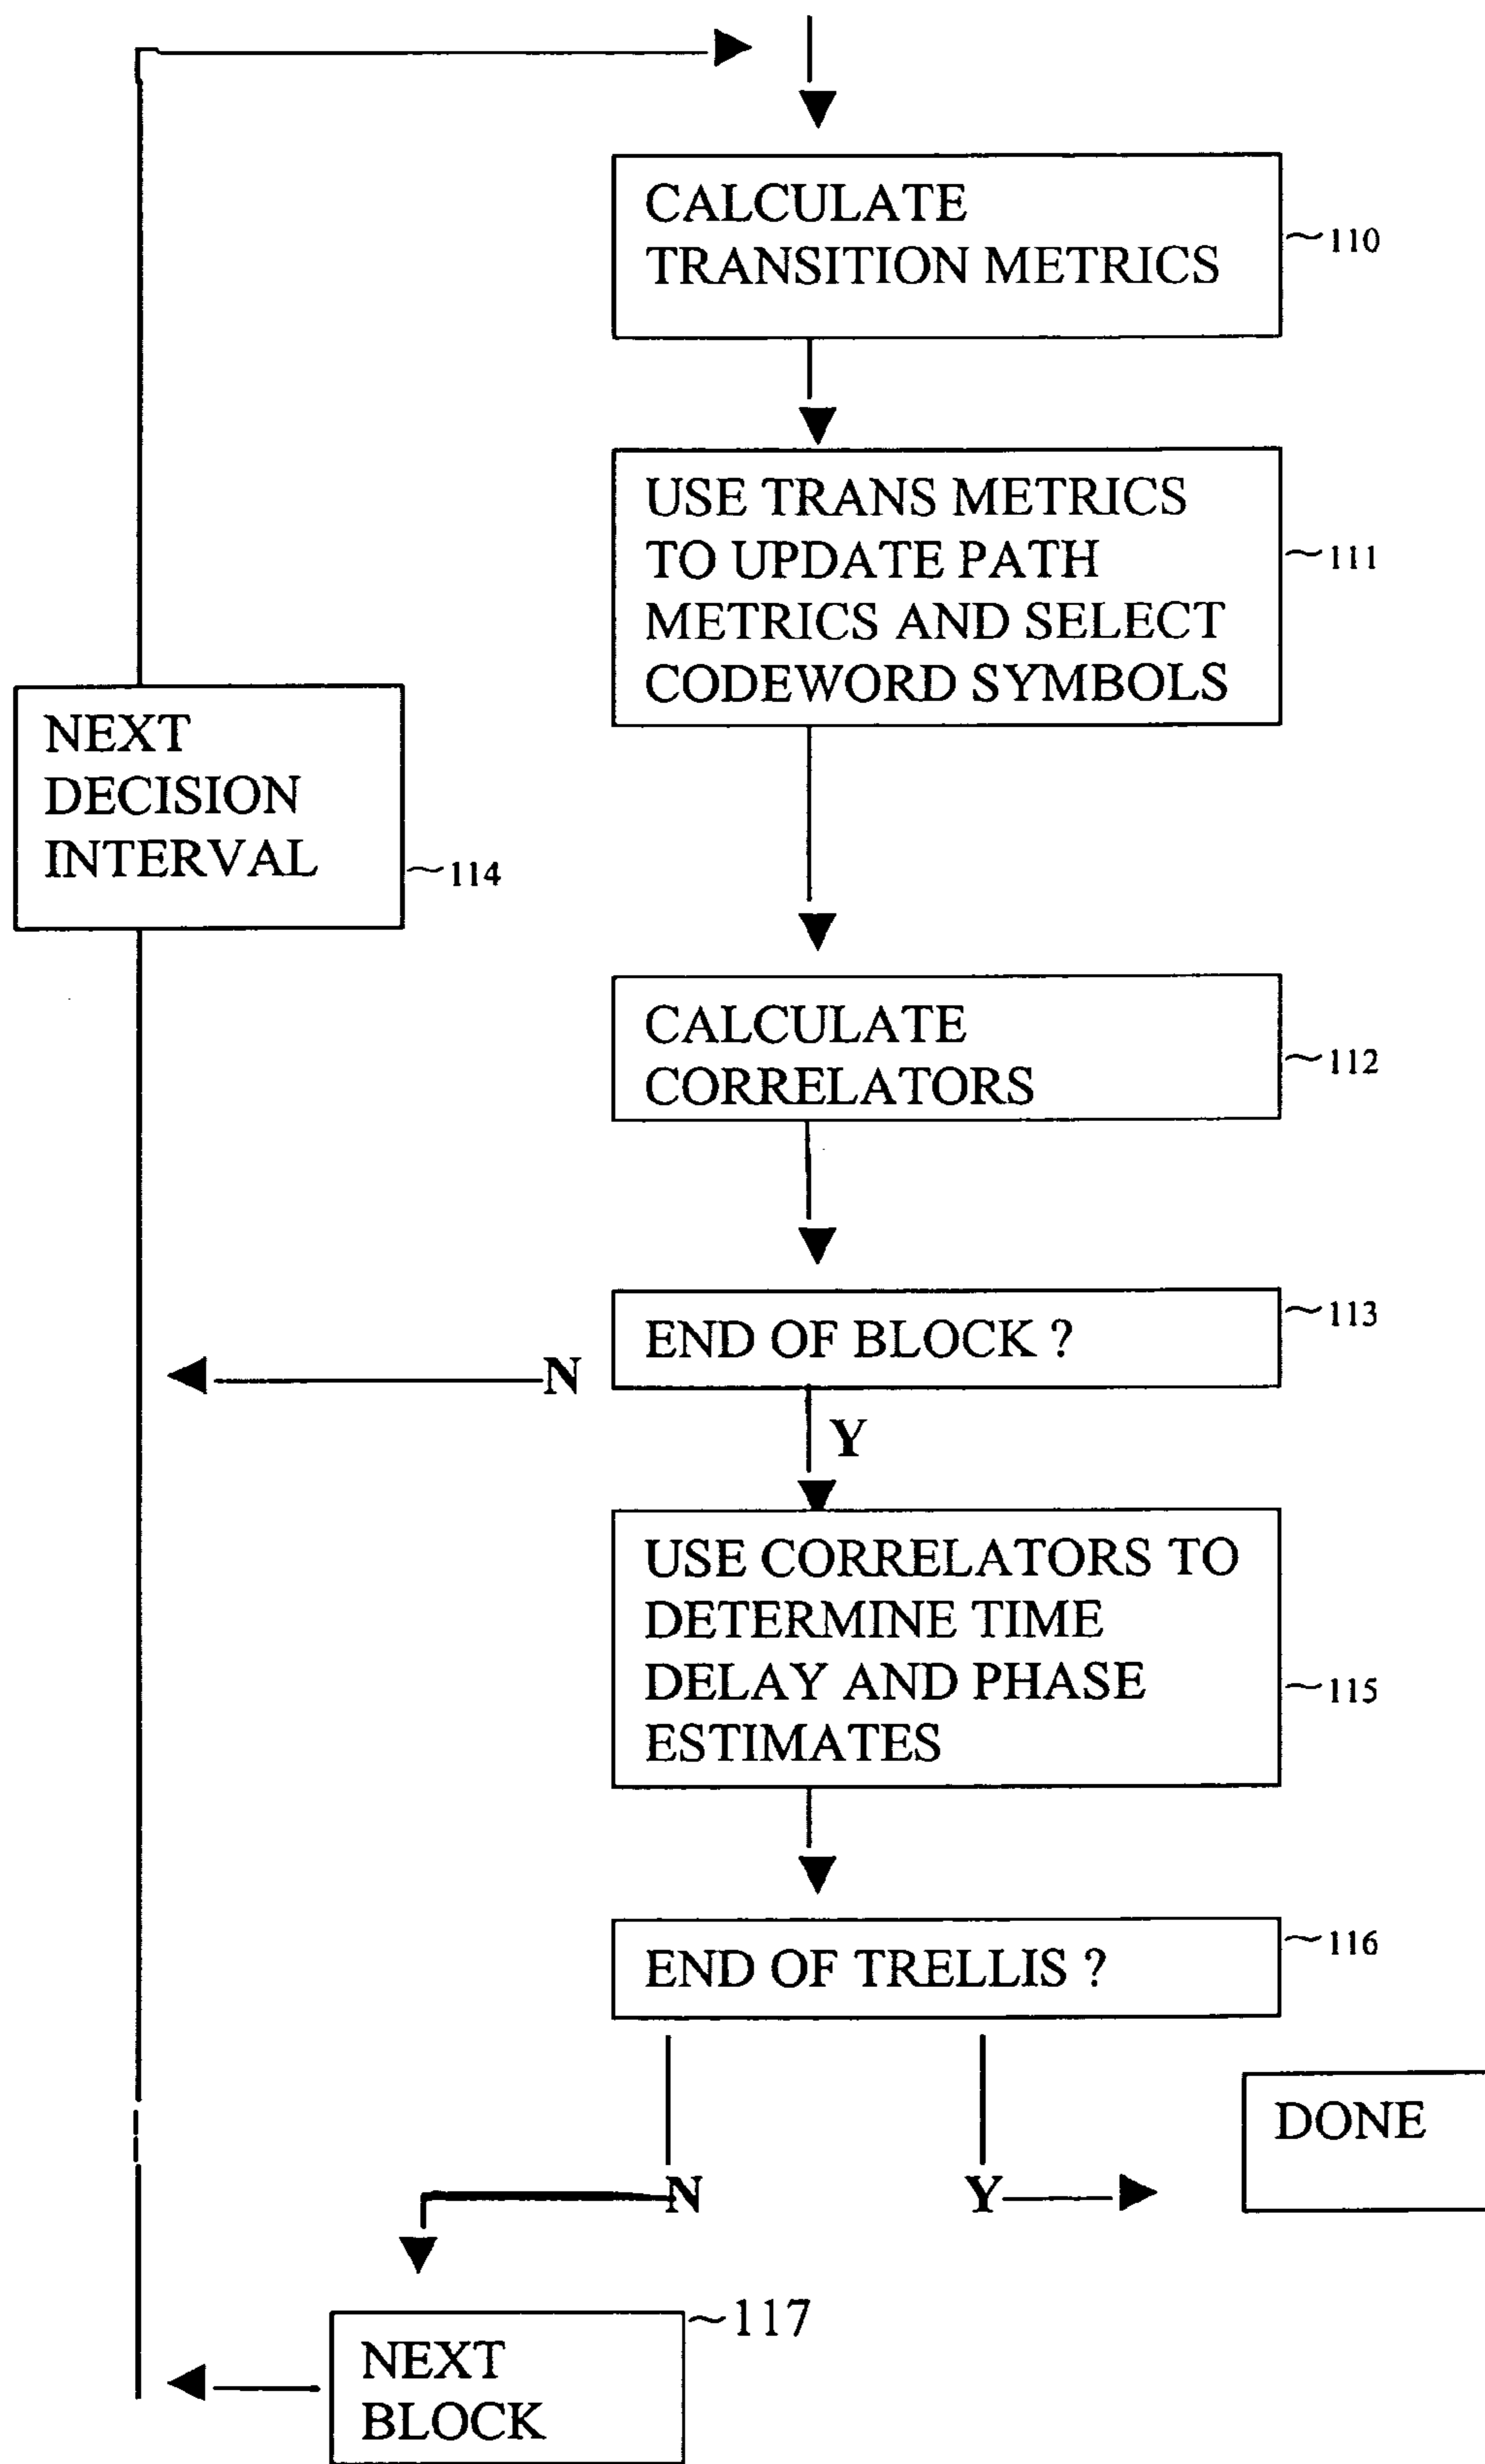 CALCULATE
TRANSITION METRICS
~110
USE TRANS METRICS
TO UPDATE PATH
METRICS AND SELECT
CODEWORD SYMBOLS
~111
NEXT
DECISION
INTERVAL
~114
CALCULATE
CORRELATORS
~112
END OF BLOCK ?
~113
N
Y
USE CORRELATORS TO
DETERMINE TIME
DELAY AND PHASE
ESTIMATES
~115
END OF TRELLIS ?
~116
N
Y
DONE
NEXT
BLOCK
~117